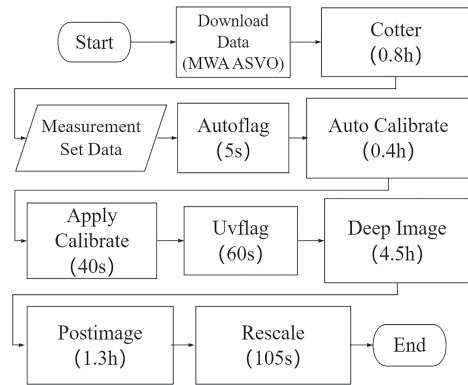 Start
Download
Data
(MWA ASVO)
Cotter
(0.8h)
Measurement
Set Data
Autoflag
(5s)
Auto Calibrate
(0.4h)
Apply
Calibrate
(40s)
Uvflag
(60s)
Deep Image
(4.5h)
Postimage
(1.3h)
Rescale
(105s)
End